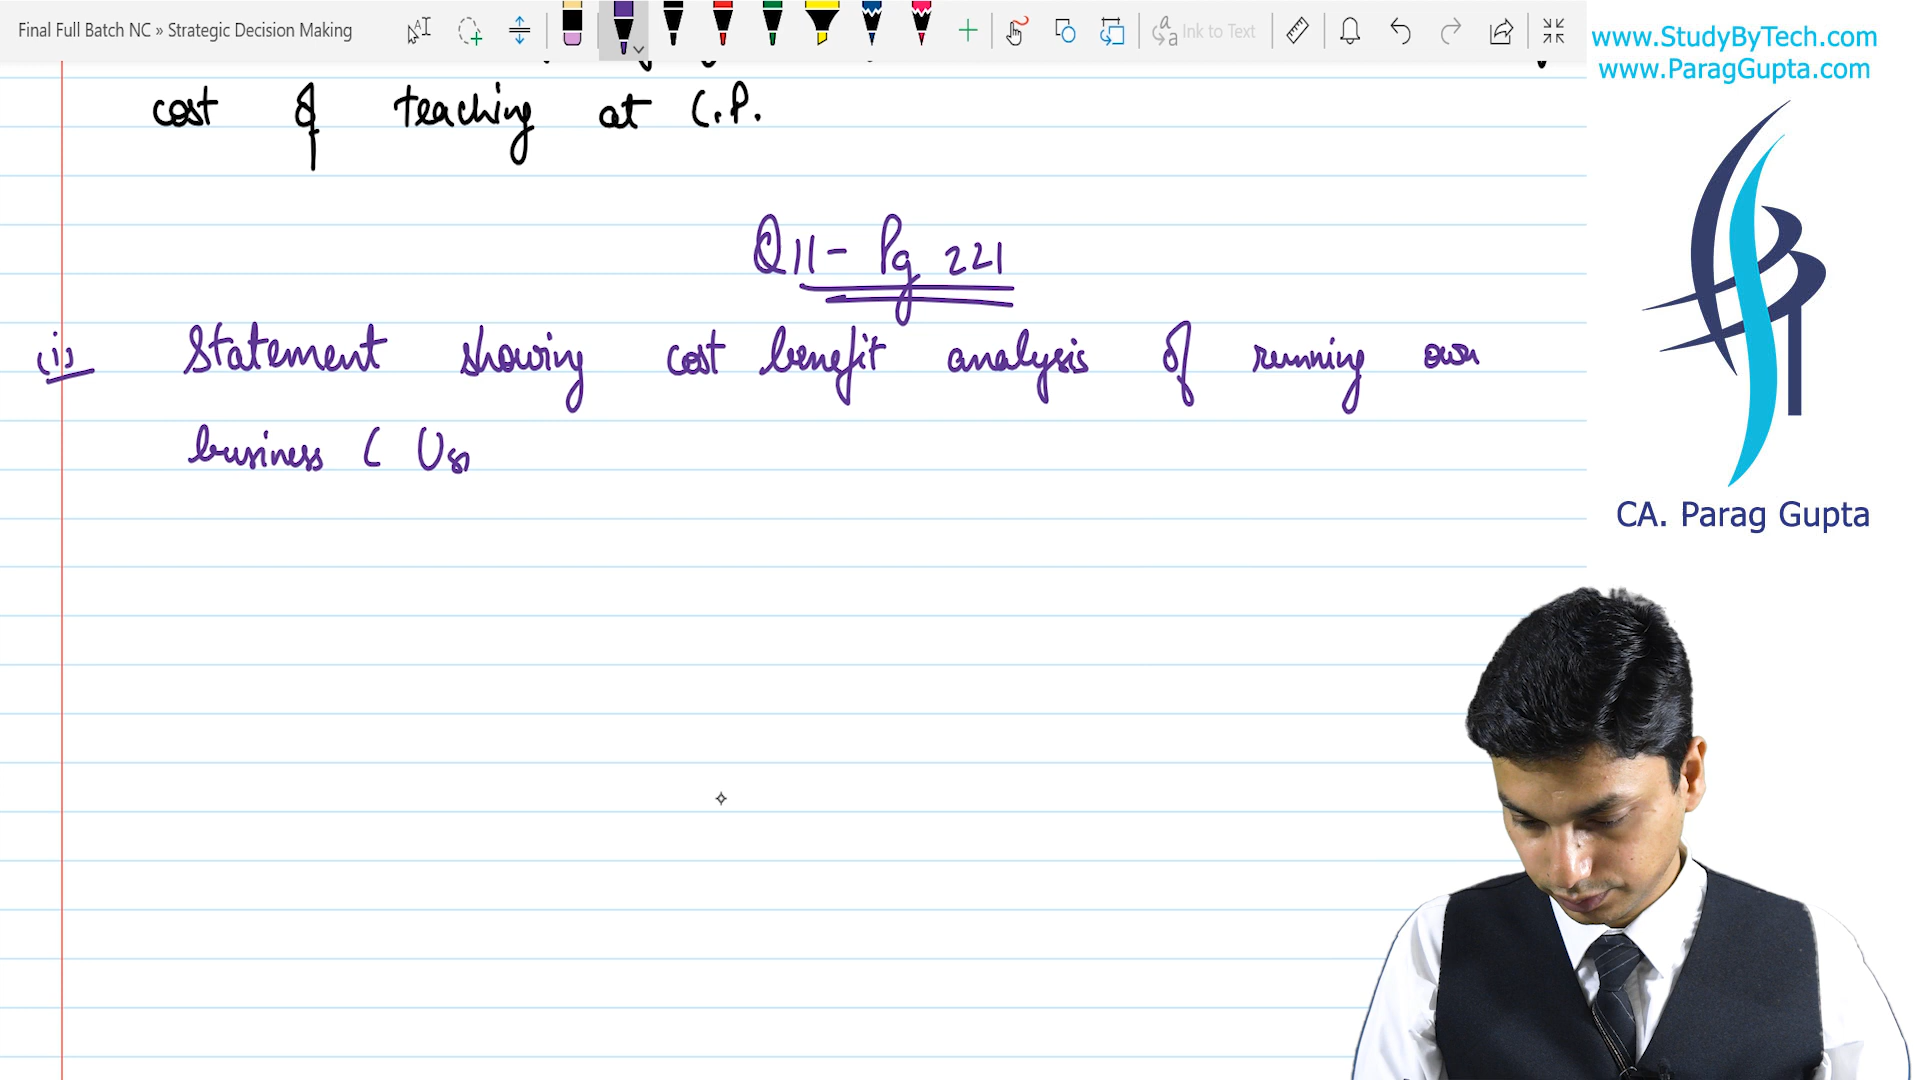 Final Full Batch NC » Strategic Decision Making
Ink to Text
www.StudyByTech.com
www.ParagGupta.com
cost of teaching at C.P.
Q11 - Pg 221
(i) Statement showing cost benefit analysis of running own
business ( Us
CA. Parag Gupta